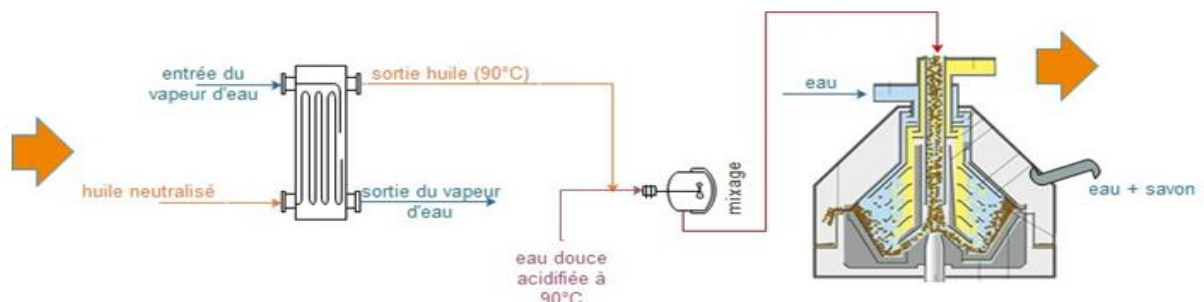 entrée du
vapeur d'eau
sortie huile (90°C)
huile neutralisé
sortie du vapeur
d'eau
eau douce
acidifiée à
90°C
mixage
eau
eau + savon